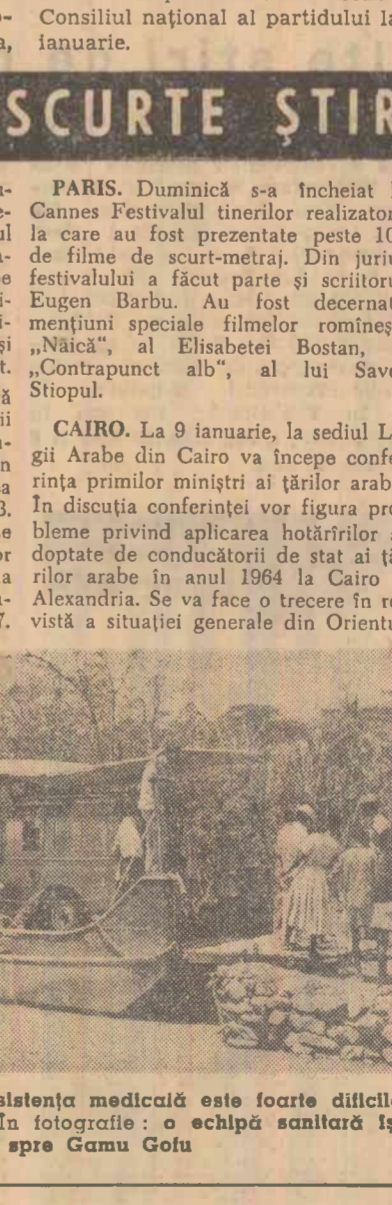 Consiliul național al partidului la
ianuarie.
SCURTE ȘTIR
PARIS. Duminică s-a încheiat l
Cannes Festivalul tinerilor realizator
la care au fost prezentate peste 10
de filme de scurt-metraj. Din juriu
festivalului a făcut parte și scriitoru
Eugen Barbu. Au fost decernat
mențiuni speciale filmelor romîneș
„Năică“, al Elisabetei Bostan,
„Contrapunct alb“, al lui Save
Stiopul.
CAIRO. La 9 ianuarie, la sediul L
gii Arabe din Cairo va începe confe
rința primilor miniștri ai țărilor arab
În discuția conferinței vor figura pro
bleme privind aplicarea hotărîrilor a
doptate de conducătorii de stat ai ță
rilor arabe în anul 1964 la Cairo
Alexandria. Se va face o trecere în re
vistă a situației generale din Orientu
sistența medicală este foarte dificil
În fotografie : o echipă sanitară îș
spre Gamu Gofu